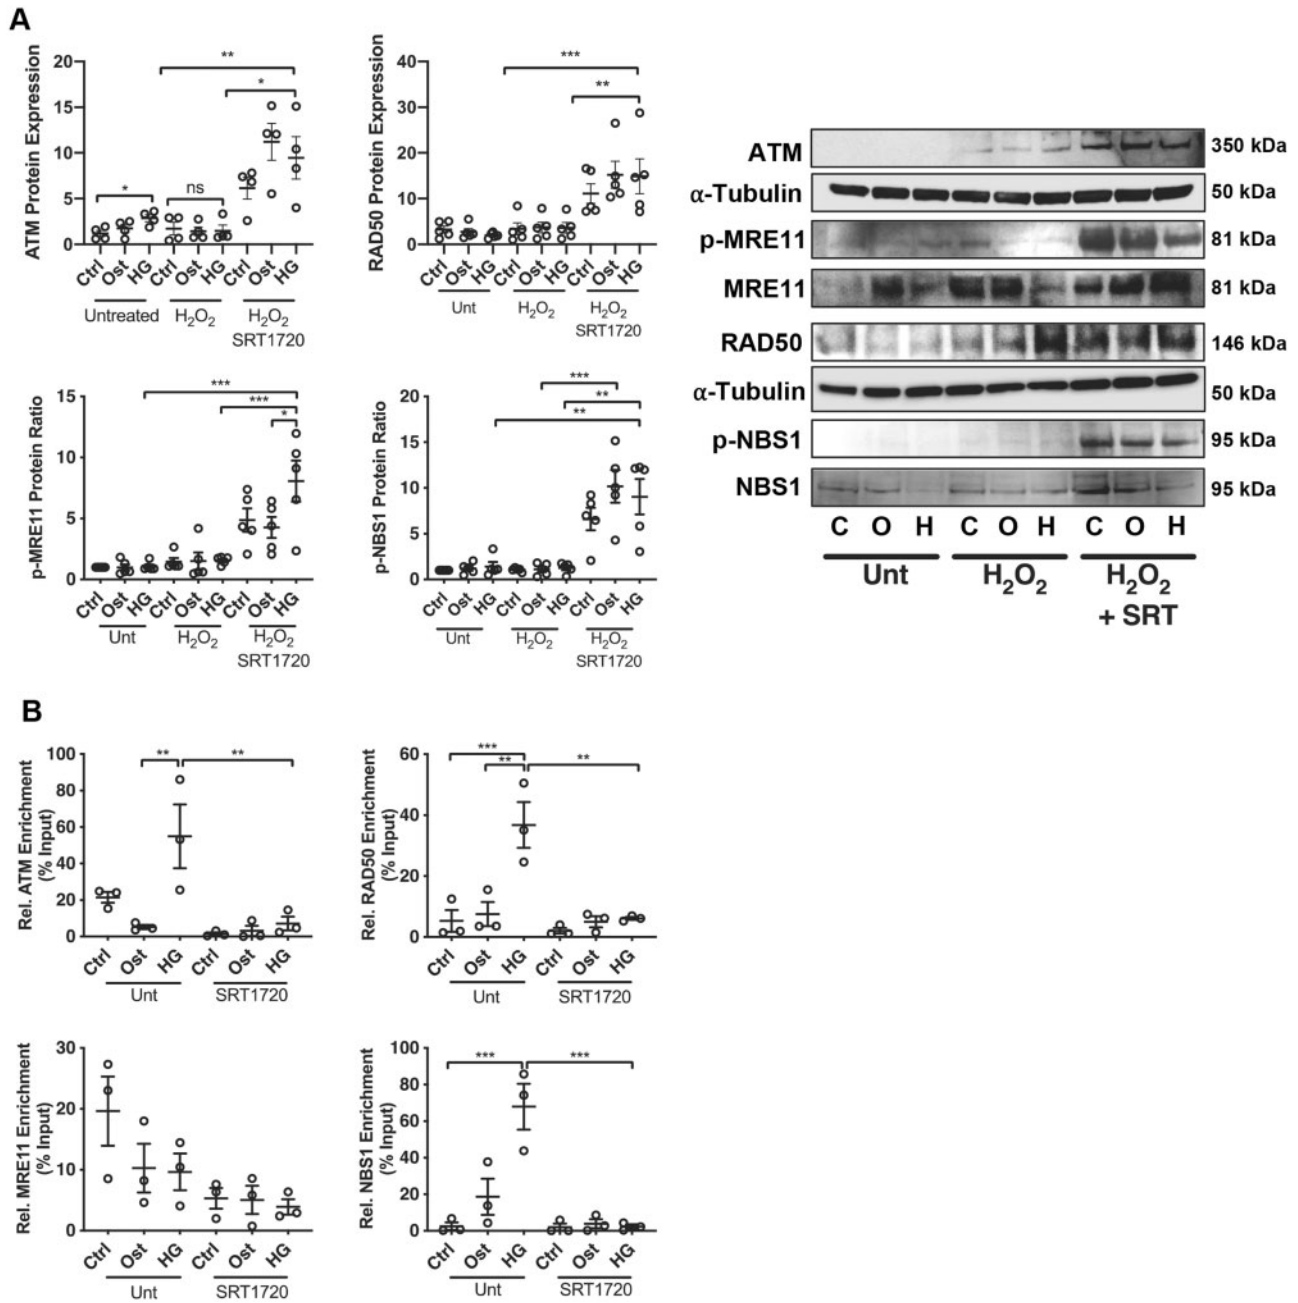 A
ATM Protein Expression
20
15
10
5
0
**
*
*
ns
Ctrl Ost HG Ctrl Ost HG Ctrl Ost HG
Untreated H₂O₂ H₂O₂
SRT1720
RAD50 Protein Expression
40
30
20
10
0
***
**
Ctrl Ost HG Ctrl Ost HG Ctrl Ost HG
Unt H₂O₂ H₂O₂
SRT1720
p-MRE11 Protein Ratio
15
10
5
0
***
***
*
Ctrl Ost HG Ctrl Ost HG Ctrl Ost HG
Unt H₂O₂ H₂O₂
SRT1720
p-NBS1 Protein Ratio
20
15
10
5
0
***
**
**
Ctrl Ost HG Ctrl Ost HG Ctrl Ost HG
Unt H₂O₂ H₂O₂
SRT1720
ATM 350 kDa
α-Tubulin 50 kDa
p-MRE11 81 kDa
MRE11 81 kDa
RAD50 146 kDa
α-Tubulin 50 kDa
p-NBS1 95 kDa
NBS1 95 kDa
C O H C O H C O H
Unt H₂O₂ H₂O₂
+ SRT
B
Rel. ATM Enrichment
(% Input)
100
80
60
40
20
0
**
**
Ctrl Ost HG Ctrl Ost HG
Unt SRT1720
Rel. RAD50 Enrichment
(% Input)
60
40
20
0
***
**
**
Ctrl Ost HG Ctrl Ost HG
Unt SRT1720
Rel. MRE11 Enrichment
(% Input)
30
20
10
0
Ctrl Ost HG Ctrl Ost HG
Unt SRT1720
Rel. NBS1 Enrichment
(% Input)
100
80
60
40
20
0
***
***
Ctrl Ost HG Ctrl Ost HG
Unt SRT1720